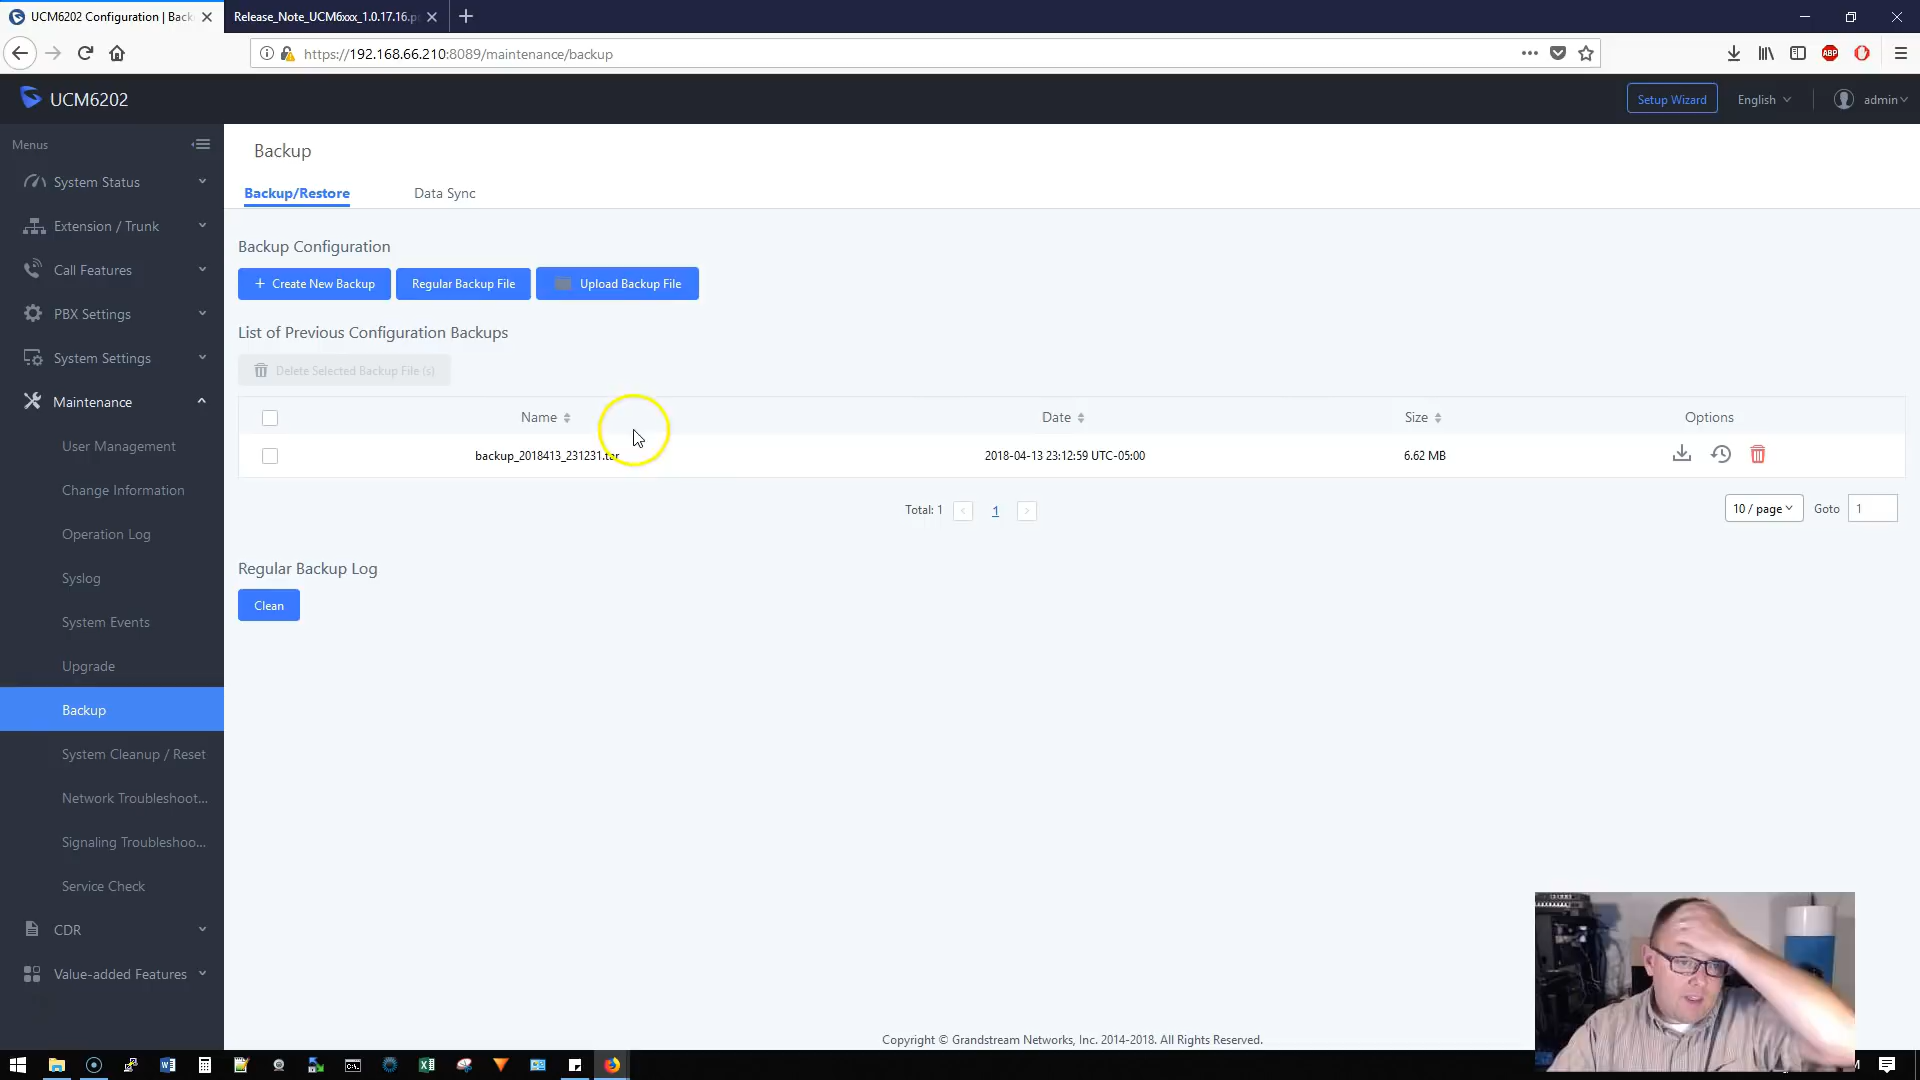 UCM6202 Configuration | Back
Release_Note_UCM6xxx_1.0.17.16.p
https://192.168.66.210:8089/maintenance/backup
ABP
UCM6202
Setup Wizard
English
admin
Menus
System Status
Extension / Trunk
Call Features
PBX Settings
System Settings
Maintenance
User Management
Change Information
Operation Log
Syslog
System Events
Upgrade
Backup
System Cleanup / Reset
Network Troubleshoot...
Signaling Troubleshoo...
Service Check
CDR
Value-added Features
Backup
Backup/Restore
Data Sync
Backup Configuration
+ Create New Backup
Regular Backup File
Upload Backup File
List of Previous Configuration Backups
Delete Selected Backup File (s)
Name
Date
Size
Options
backup_2018413_231231.tar
2018-04-13 23:12:59 UTC-05:00
6.62 MB
Total: 1
<
1
>
10 / page
Goto
1
Regular Backup Log
Clean
Copyright © Grandstream Networks, Inc. 2014-2018. All Rights Reserved.